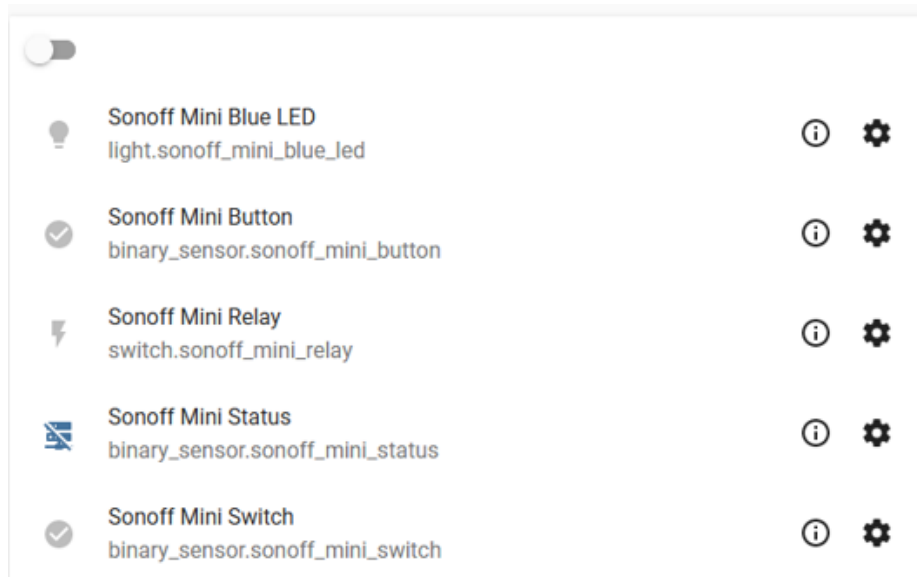 Sonoff Mini Blue LED
light.sonoff_mini_blue_led
Sonoff Mini Button
binary_sensor.sonoff_mini_button
Sonoff Mini Relay
switch.sonoff_mini_relay
Sonoff Mini Status
binary_sensor.sonoff_mini_status
Sonoff Mini Switch
binary_sensor.sonoff_mini_switch